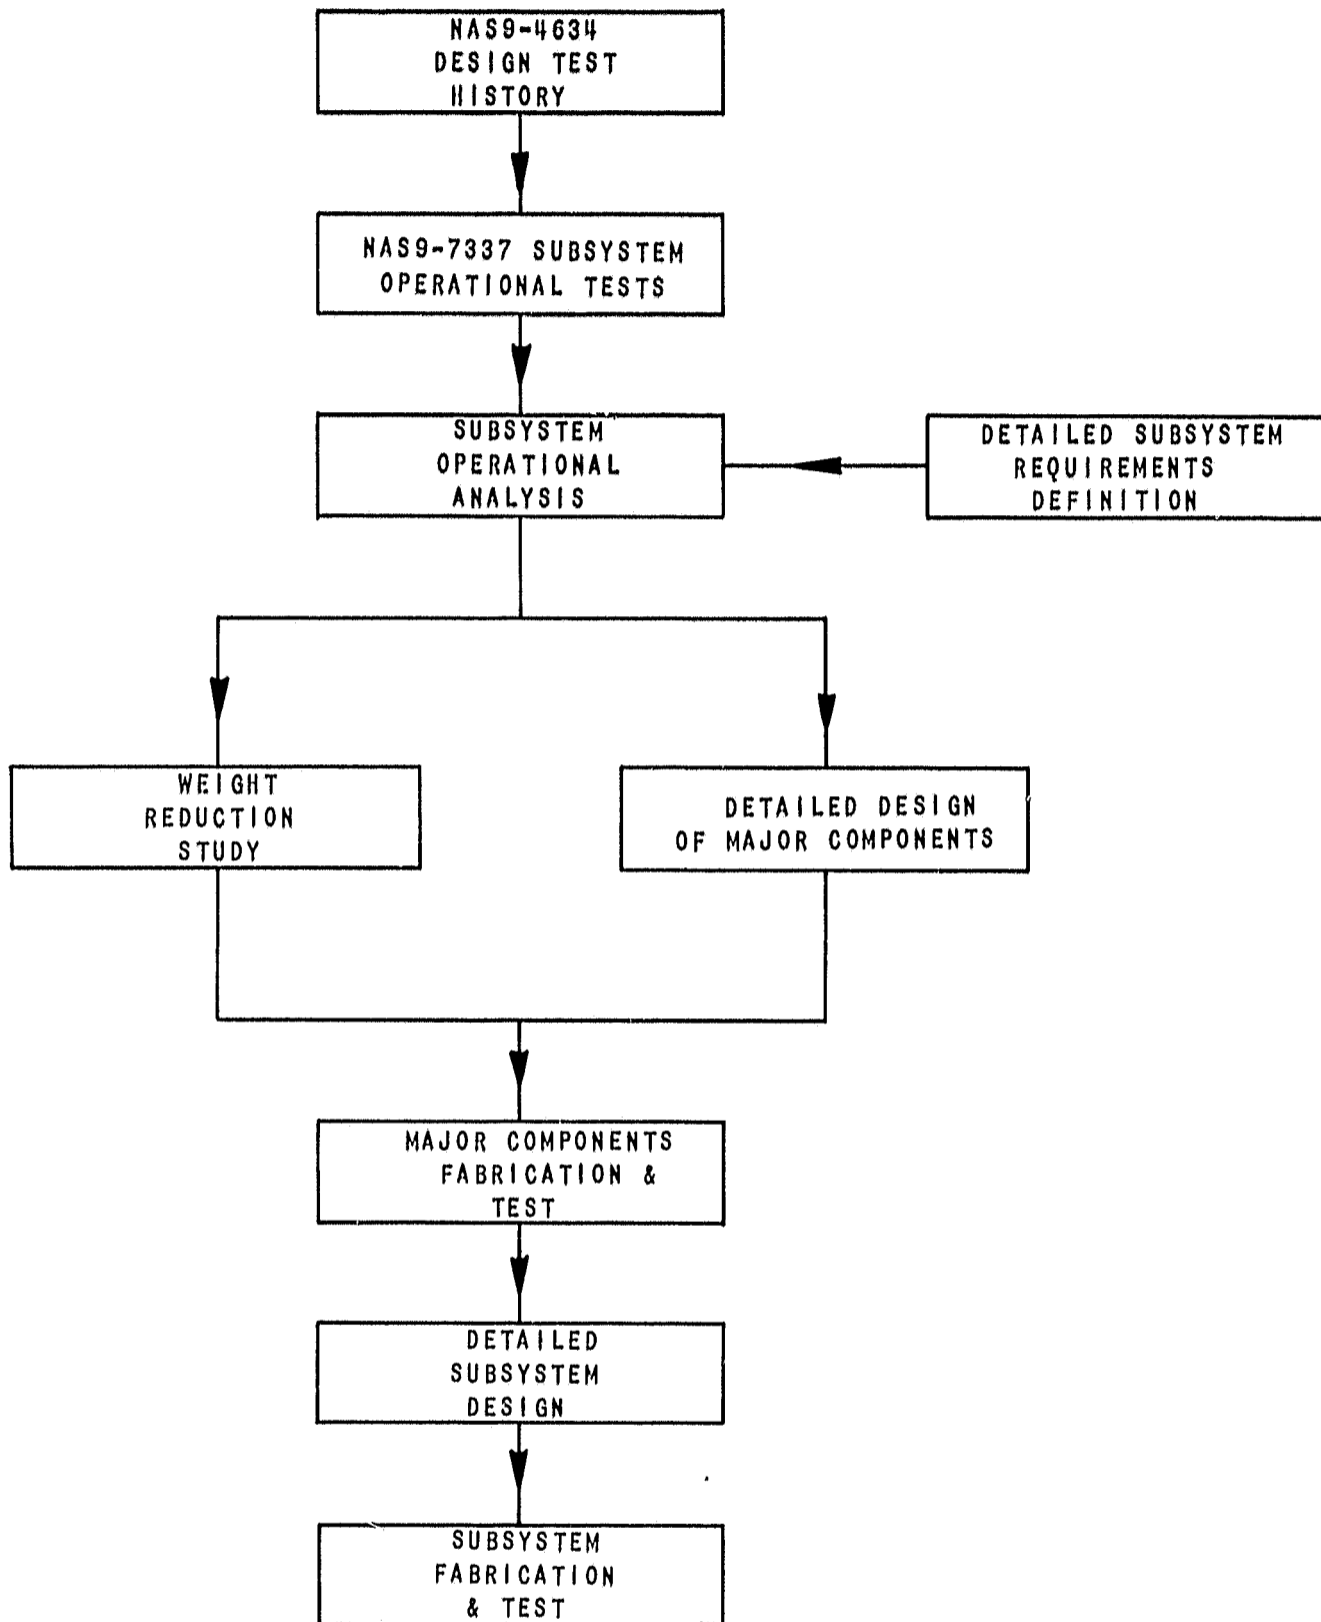 NAS9-4634
DESIGN TEST
HISTORY
NAS9-7337 SUBSYSTEM
OPERATIONAL TESTS
SUBSYSTEM
OPERATIONAL
ANALYSIS
DETAILED SUBSYSTEM
REQUIREMENTS
DEFINITION
WEIGHT
REDUCTION
STUDY
DETAILED DESIGN
OF MAJOR COMPONENTS
MAJOR COMPONENTS
FABRICATION &
TEST
DETAILED
SUBSYSTEM
DESIGN
SUBSYSTEM
FABRICATION
& TEST